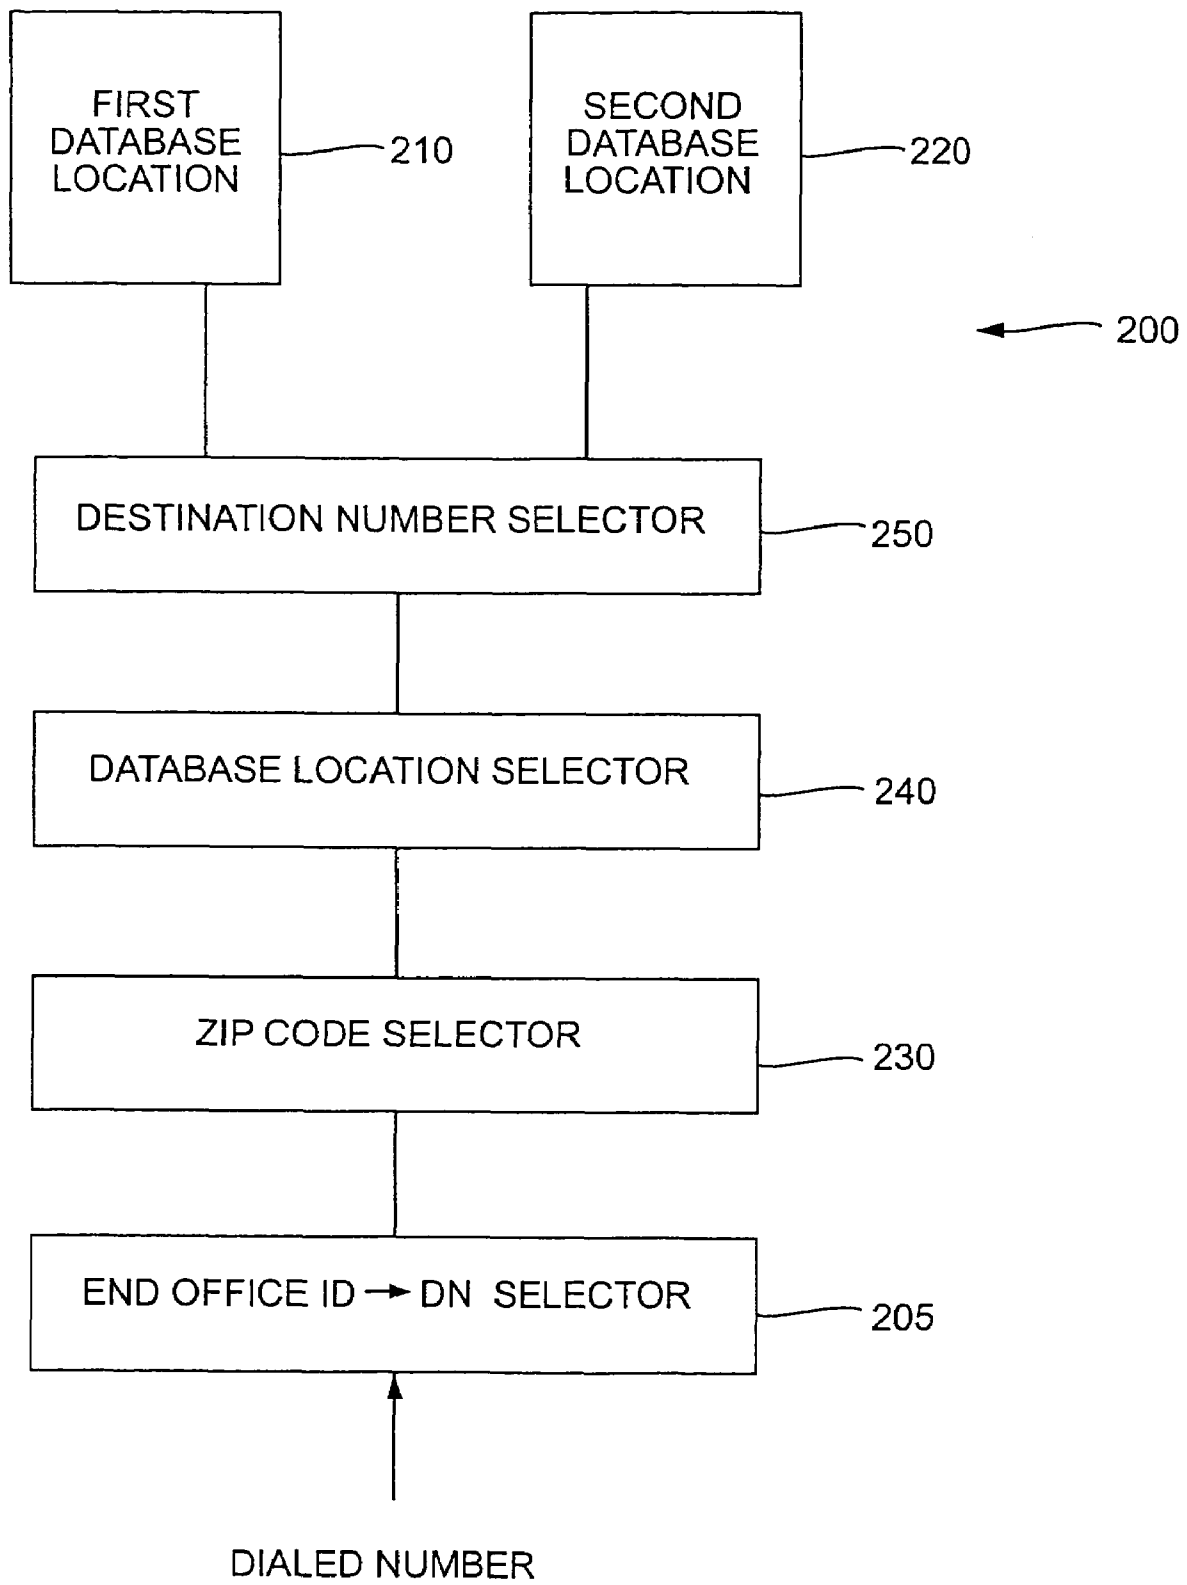 FIRST
DATABASE
LOCATION
210
SECOND
DATABASE
LOCATION
220
200
DESTINATION NUMBER SELECTOR
250
DATABASE LOCATION SELECTOR
240
ZIP CODE SELECTOR
230
END OFFICE ID → DN SELECTOR
205
DIALED NUMBER